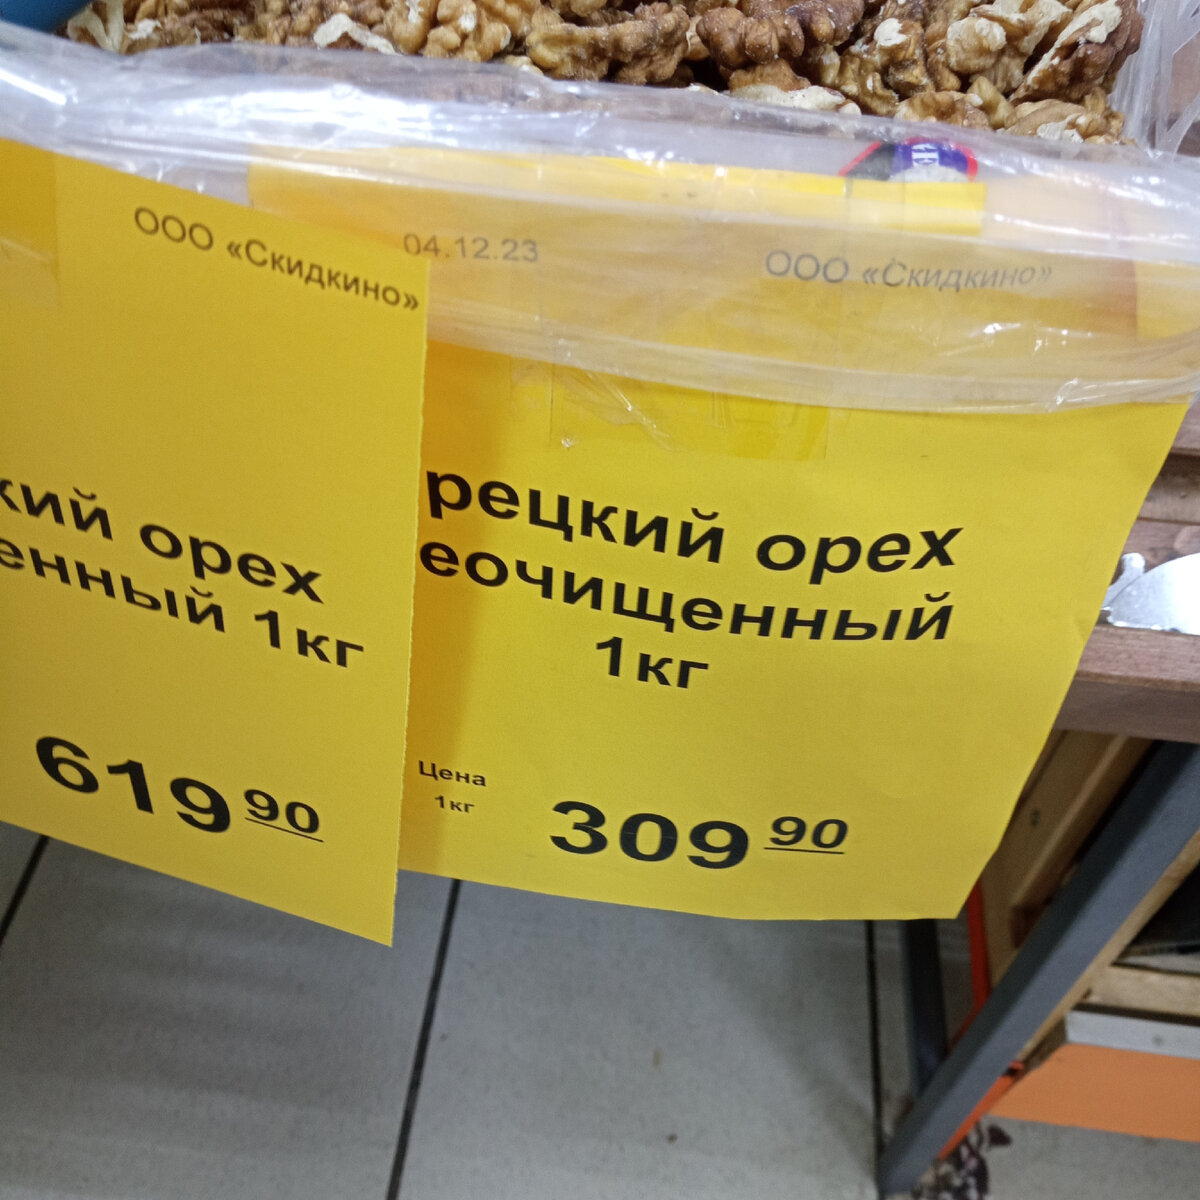 ООО «Скидкино»
кий орех
енный 1кг
619 90
04.12.23
ООО «Скидкино»
рецкий орех
еочищенный
1кг
Цена
1кг
309 90